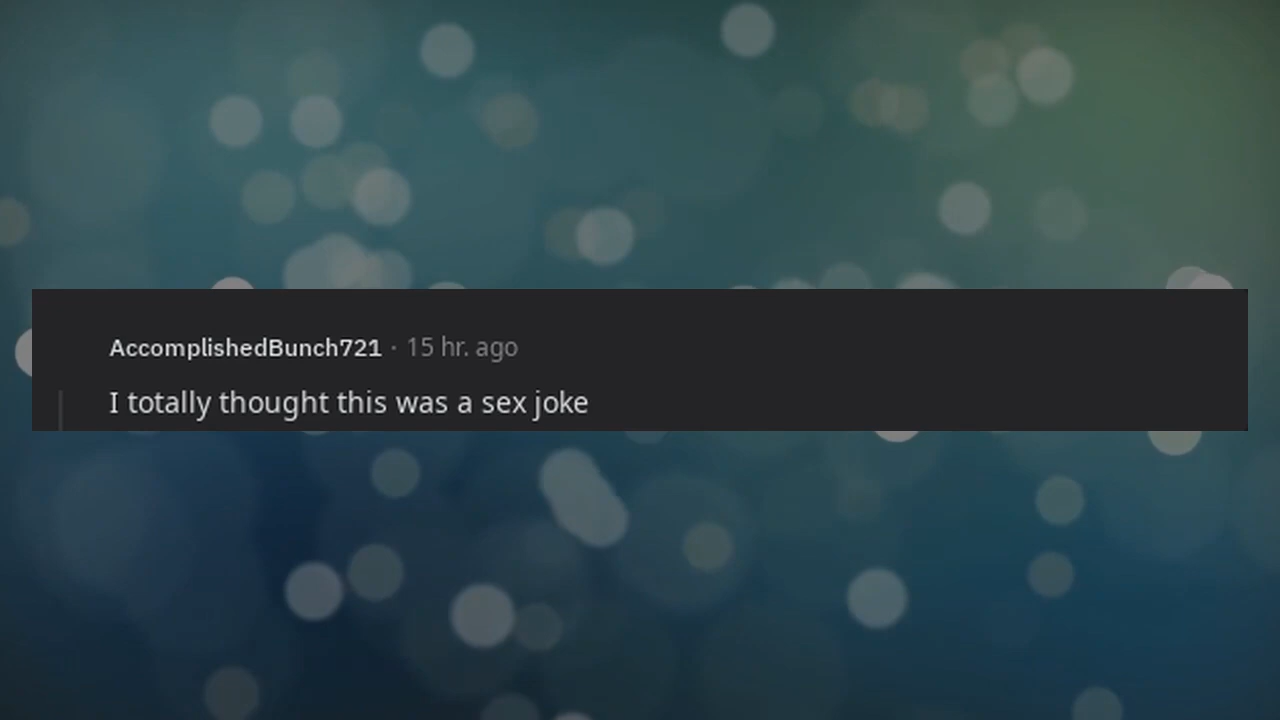 AccomplishedBunch721 · 15 hr. ago
I totally thought this was a sex joke